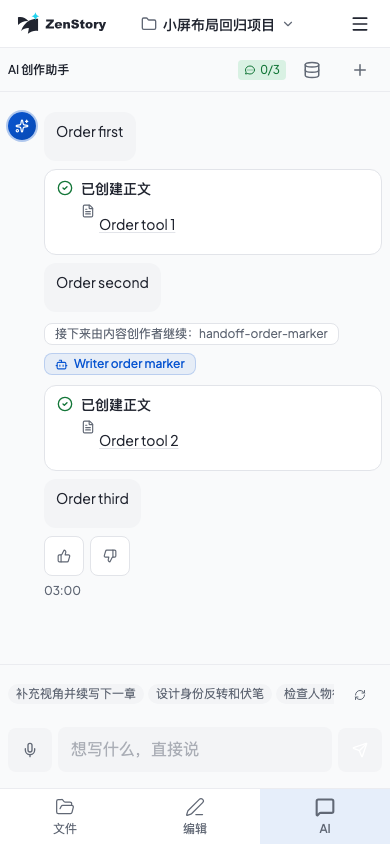 ZenStory
小屏布局回归项目
AI 创作助手
0/3
Order first
已创建正文
Order tool 1
Order second
接下来由内容创作者继续：handoff-order-marker
Writer order marker
已创建正文
Order tool 2
Order third
03:00
补充视角并续写下一章
设计身份反转和伏笔
检查人物
想写什么，直接说
文件
编辑
AI